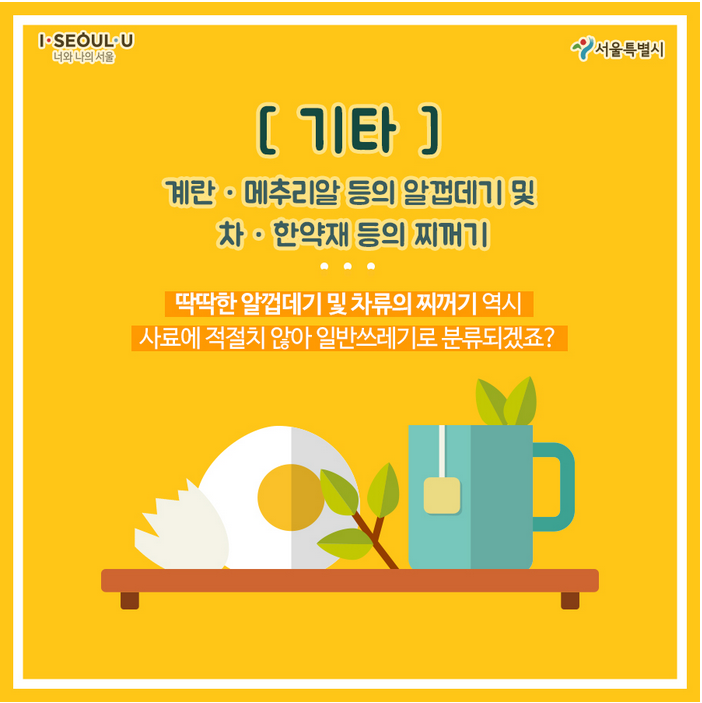 I·SEOUL·U
너와 나의 서울
서울특별시
[ 기타 ]
계란 · 메추리알 등의 알껍데기 및
차 · 한약재 등의 찌꺼기
딱딱한 알껍데기 및 차류의 찌꺼기 역시
사료에 적절치 않아 일반쓰레기로 분류되겠죠?